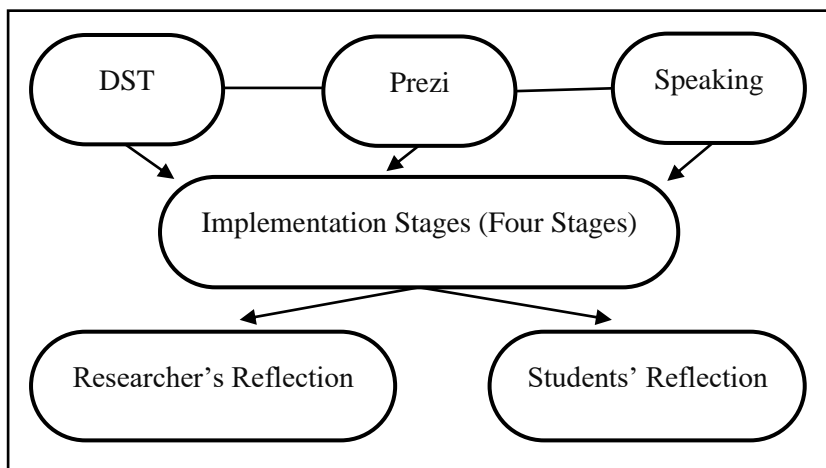 DST
Prezi
Speaking
Implementation Stages (Four Stages)
Researcher’s Reflection
Students’ Reflection